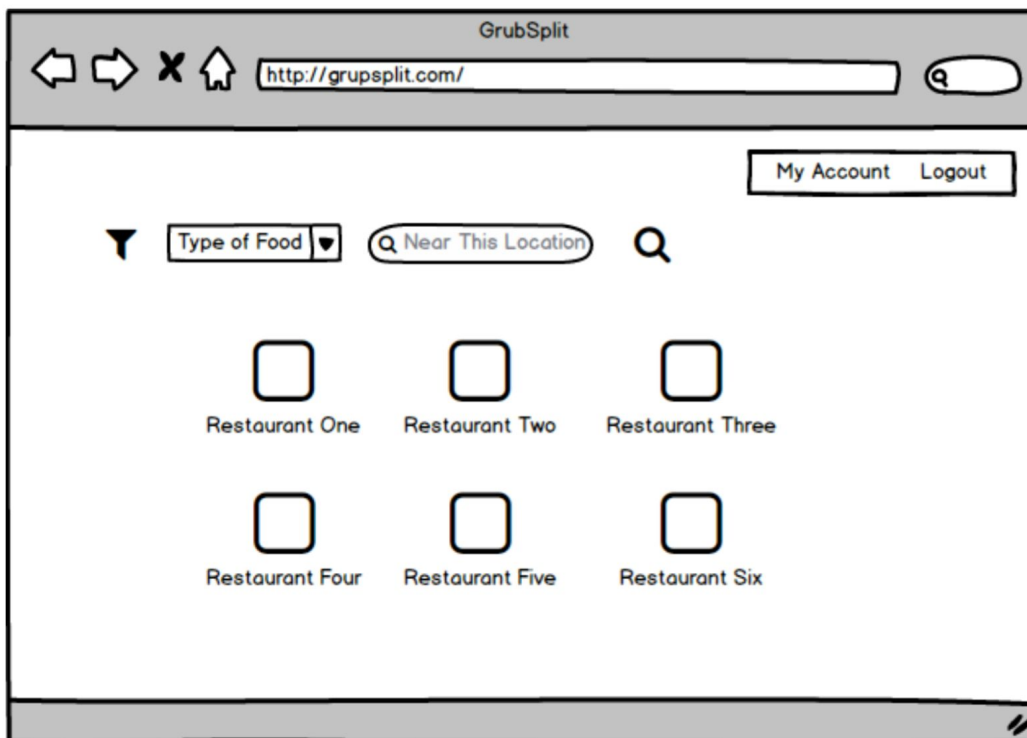 GrubSplit
http://grupsplit.com/
My Account Logout
Type of Food Near This Location
Restaurant One Restaurant Two Restaurant Three
Restaurant Four Restaurant Five Restaurant Six